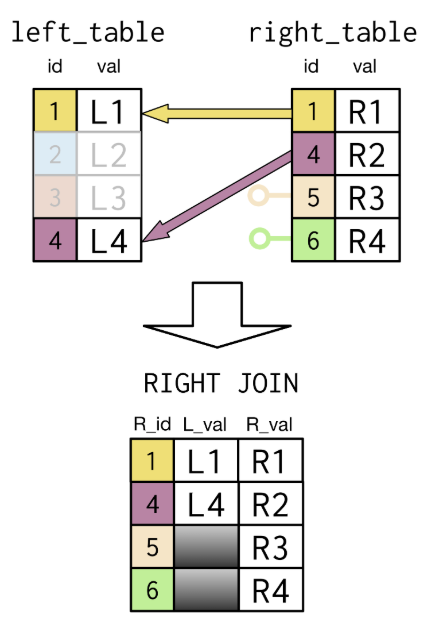 left_table right_table
id val id val
1 L1 1 R1
2 L2 4 R2
3 L3 5 R3
4 L4 6 R4
RIGHT JOIN
R_id L_val R_val
1 L1 R1
4 L4 R2
5 R3
6 R4